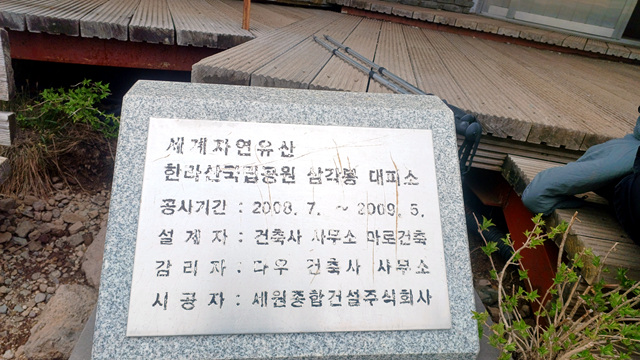 세계자연유산
한라산국립공원 삼각봉 대피소
공사기간 : 2008. 7. ~ 2009. 5.
설 계 자 : 건축사 사무소 마로건축
감 리 자 : 다우 건축사 사무소
시 공 자 : 세원종합건설주식회사